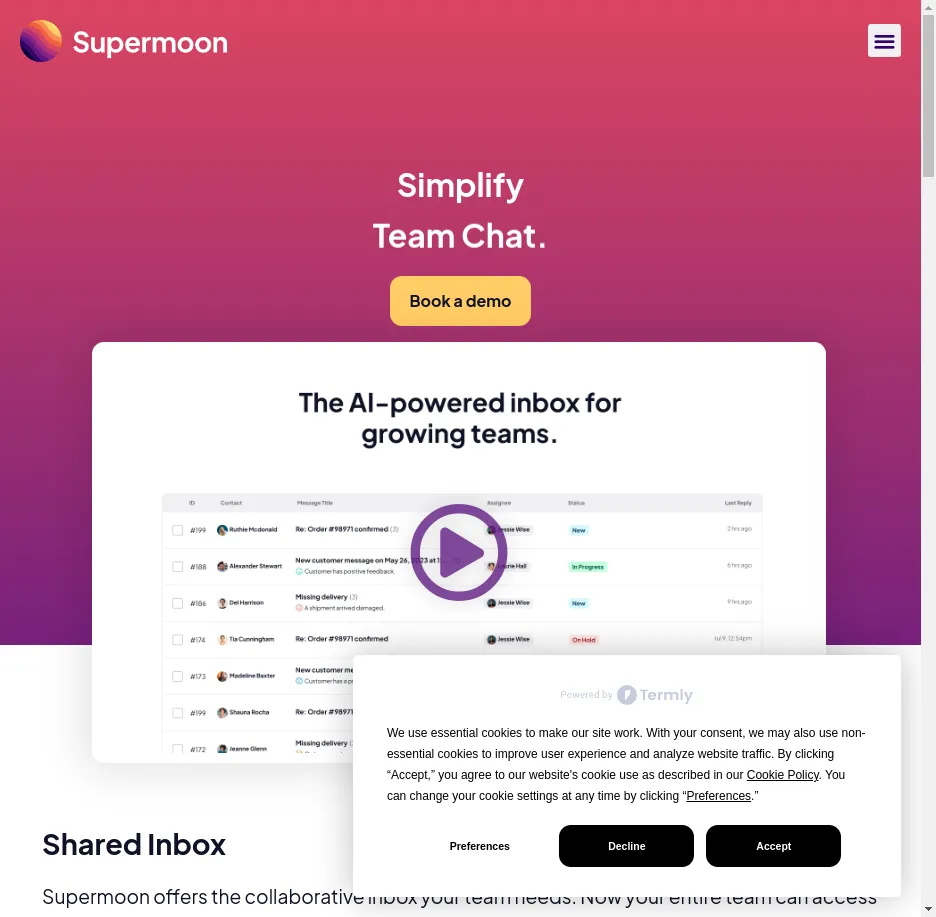 Supermoon
Simplify
Team Chat.
Book a demo
The AI-powered inbox for
growing teams.
ID Contact Message Title Assignee Status Last Reply
#199 Ruthie Mcdonald Re: Order #98971 confirmed (3) Jessie Wise New 2 hrs ago
#188 Alexander Stewart New customer message on May 26, 2023 at Laurie Hall In Progress 6 hrs ago
Customer has positive feedback.
#186 Del Harrison Missing delivery (3) Jessie Wise New 9 hrs ago
A shipment arrived damaged.
#174 Tia Cunningham Re: Order #98971 confirmed Jessie Wise On Hold Jul 9, 12:54pm
#173 Madeline Baxter New customer me
Customer has a
#199 Shauna Rocha Re: Order #98971
#172 Jeanne Glenn Missing delivery
Powered by Termly
We use essential cookies to make our site work. With your consent, we may also use non-
essential cookies to improve user experience and analyze website traffic. By clicking
“Accept,” you agree to our website's cookie use as described in our Cookie Policy. You
can change your cookie settings at any time by clicking “Preferences.”
Preferences Decline Accept
Shared Inbox
Supermoon offers the collaborative inbox your team needs. Now your entire team can access